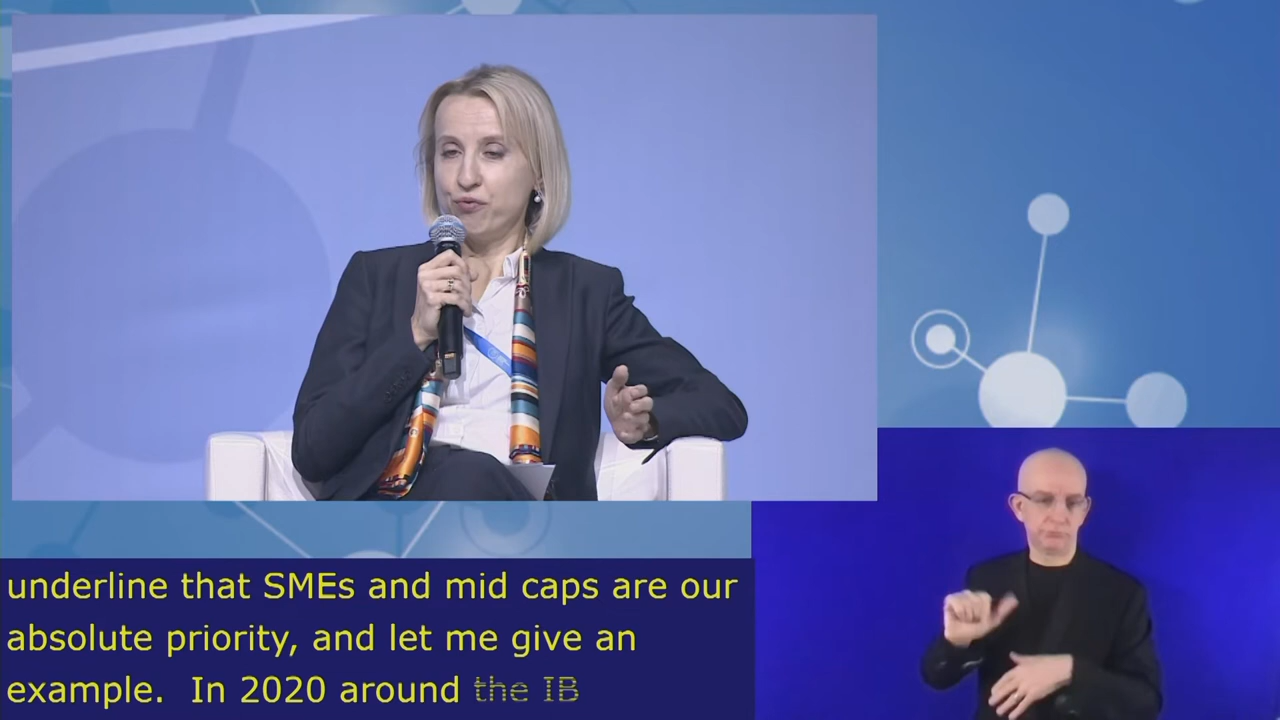 underline that SMEs and mid caps are our
absolute priority, and let me give an
example.  In 2020 around the IB